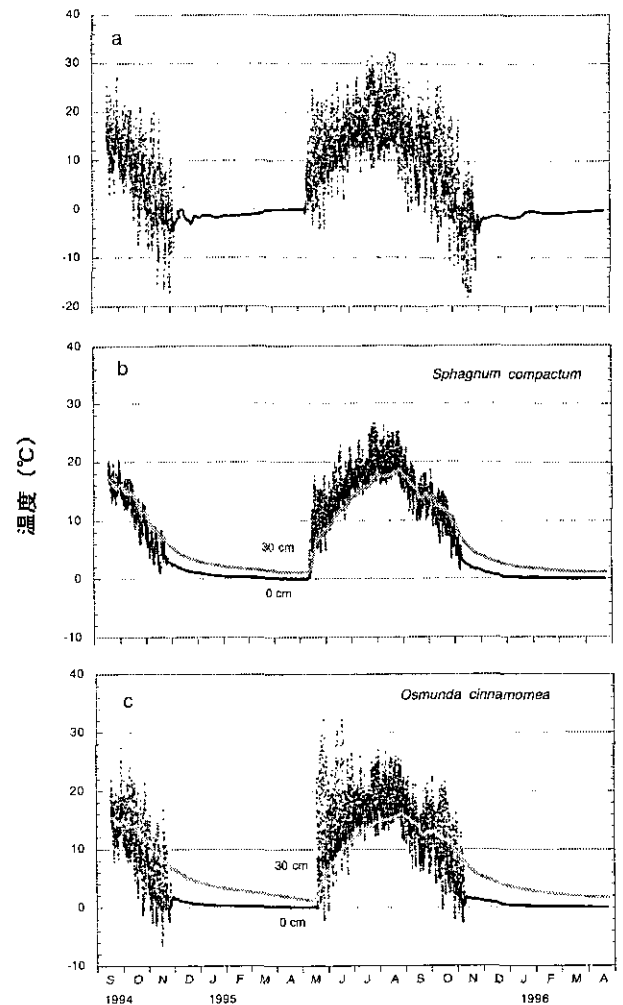 40
a
30
20
10
0
-10
-20
40
b
Sphagnum compactum
30
20
10
30 cm
0
0 cm
-10
温度 (℃)
40
c
Osmunda cinnamomea
30
20
10
30 cm
0
0 cm
-10
S O N D J F M A M J J A S O N D J F M A
1994 1995 1996